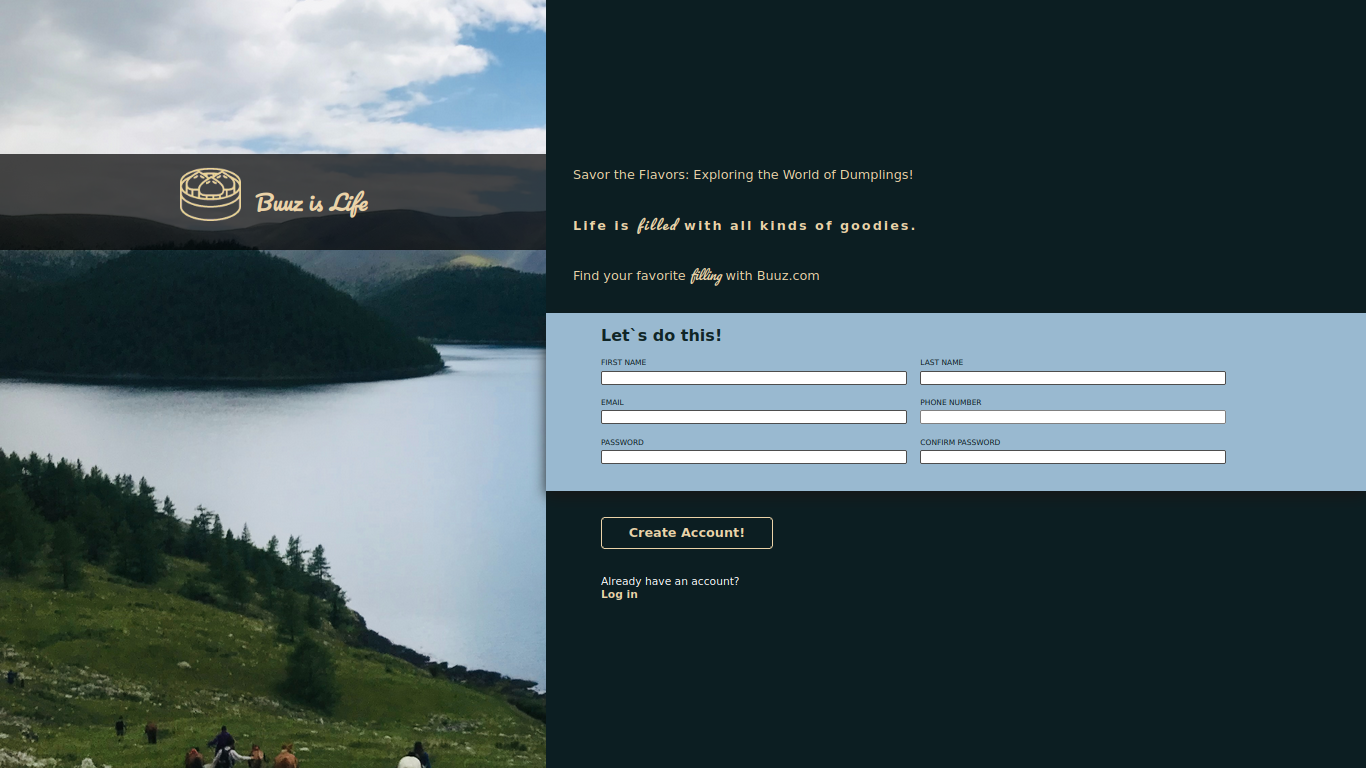 Buuz is Life
Savor the Flavors: Exploring the World of Dumplings!
Life is filled with all kinds of goodies.
Find your favorite filling with Buuz.com
Let`s do this!
FIRST NAME
LAST NAME
EMAIL
PHONE NUMBER
PASSWORD
CONFIRM PASSWORD
Create Account!
Already have an account?
Log in